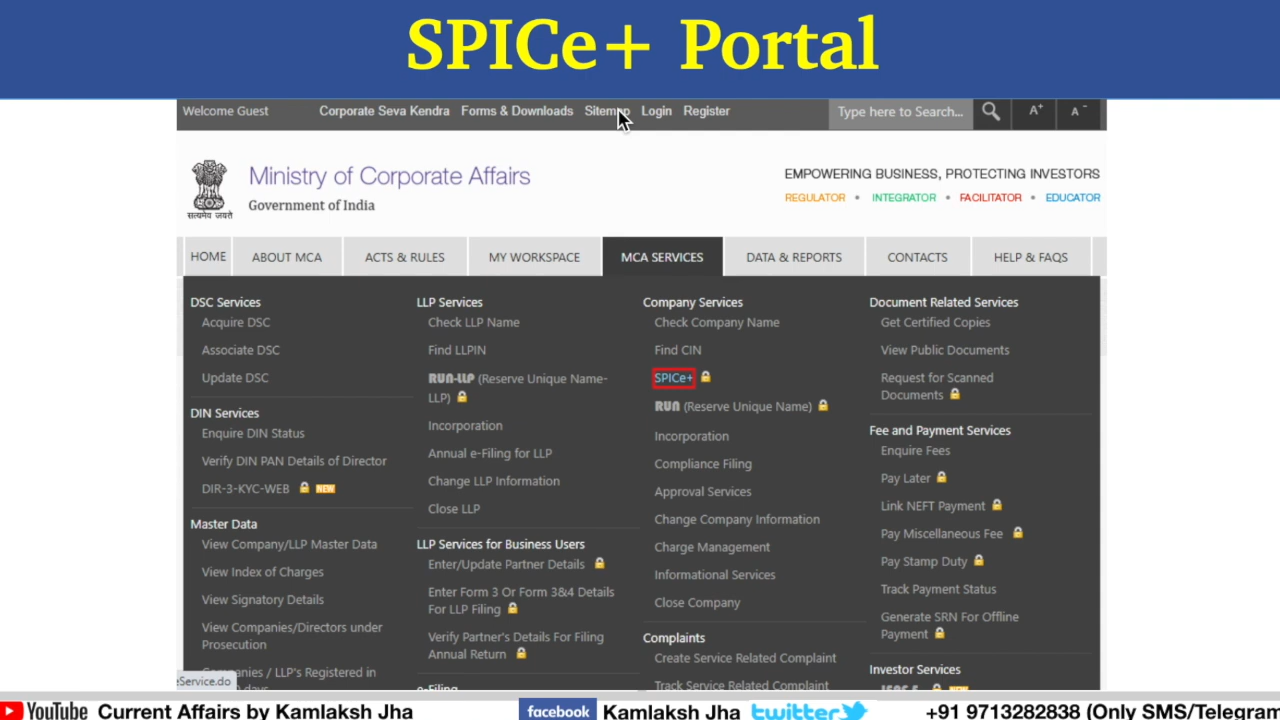 SPICe+ Portal
Welcome Guest
Corporate Seva Kendra Forms & Downloads Sitemap Login Register
Type here to Search...
A+ A-
Ministry of Corporate Affairs
Government of India
सत्यमेव जयते
EMPOWERING BUSINESS, PROTECTING INVESTORS
REGULATOR • INTEGRATOR • FACILITATOR • EDUCATOR
HOME ABOUT MCA ACTS & RULES MY WORKSPACE MCA SERVICES DATA & REPORTS CONTACTS HELP & FAQS
DSC Services
Acquire DSC
Associate DSC
Update DSC
DIN Services
Enquire DIN Status
Verify DIN PAN Details of Director
DIR-3-KYC-WEB NEW
Master Data
View Company/LLP Master Data
View Index of Charges
View Signatory Details
View Companies/Directors under
Prosecution
/ LLP's Registered in
days
eService.do
LLP Services
Check LLP Name
Find LLPIN
RUN-LLP (Reserve Unique Name-
LLP)
Incorporation
Annual e-Filing for LLP
Change LLP Information
Close LLP
LLP Services for Business Users
Enter/Update Partner Details
Enter Form 3 Or Form 3&4 Details
For LLP Filing
Verify Partner's Details For Filing
Annual Return
e-Filing
Company Services
Check Company Name
Find CIN
SPICe+
RUN (Reserve Unique Name)
Incorporation
Compliance Filing
Approval Services
Change Company Information
Charge Management
Informational Services
Close Company
Complaints
Create Service Related Complaint
Track Service Related Complaint
Document Related Services
Get Certified Copies
View Public Documents
Request for Scanned
Documents
Fee and Payment Services
Enquire Fees
Pay Later
Link NEFT Payment
Pay Miscellaneous Fee
Pay Stamp Duty
Track Payment Status
Generate SRN For Offline
Payment
Investor Services
YouTube Current Affairs by Kamlaksh Jha facebook Kamlaksh Jha twitter +91 9713282838 (Only SMS/Telegram